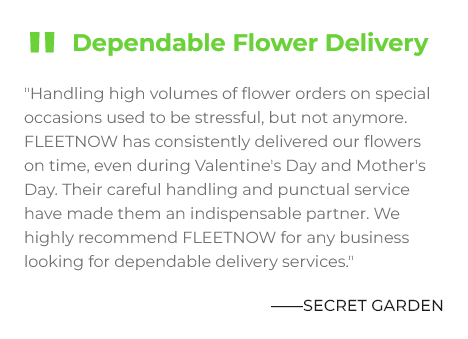 Dependable Flower Delivery
"Handling high volumes of flower orders on special
occasions used to be stressful, but not anymore.
FLEETNOW has consistently delivered our flowers
on time, even during Valentine's Day and Mother's
Day. Their careful handling and punctual service
have made them an indispensable partner. We
highly recommend FLEETNOW for any business
looking for dependable delivery services."
——SECRET GARDEN